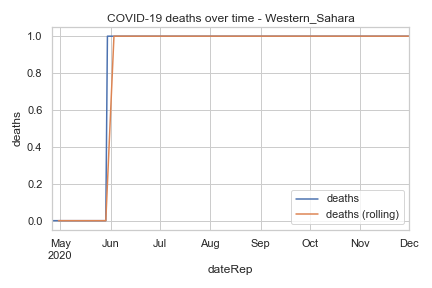 COVID-19 deaths over time - Western_Sahara
deaths
1.0
0.8
0.6
0.4
0.2
0.0
deaths
deaths (rolling)
May Jun Jul Aug Sep Oct Nov Dec
2020
dateRep